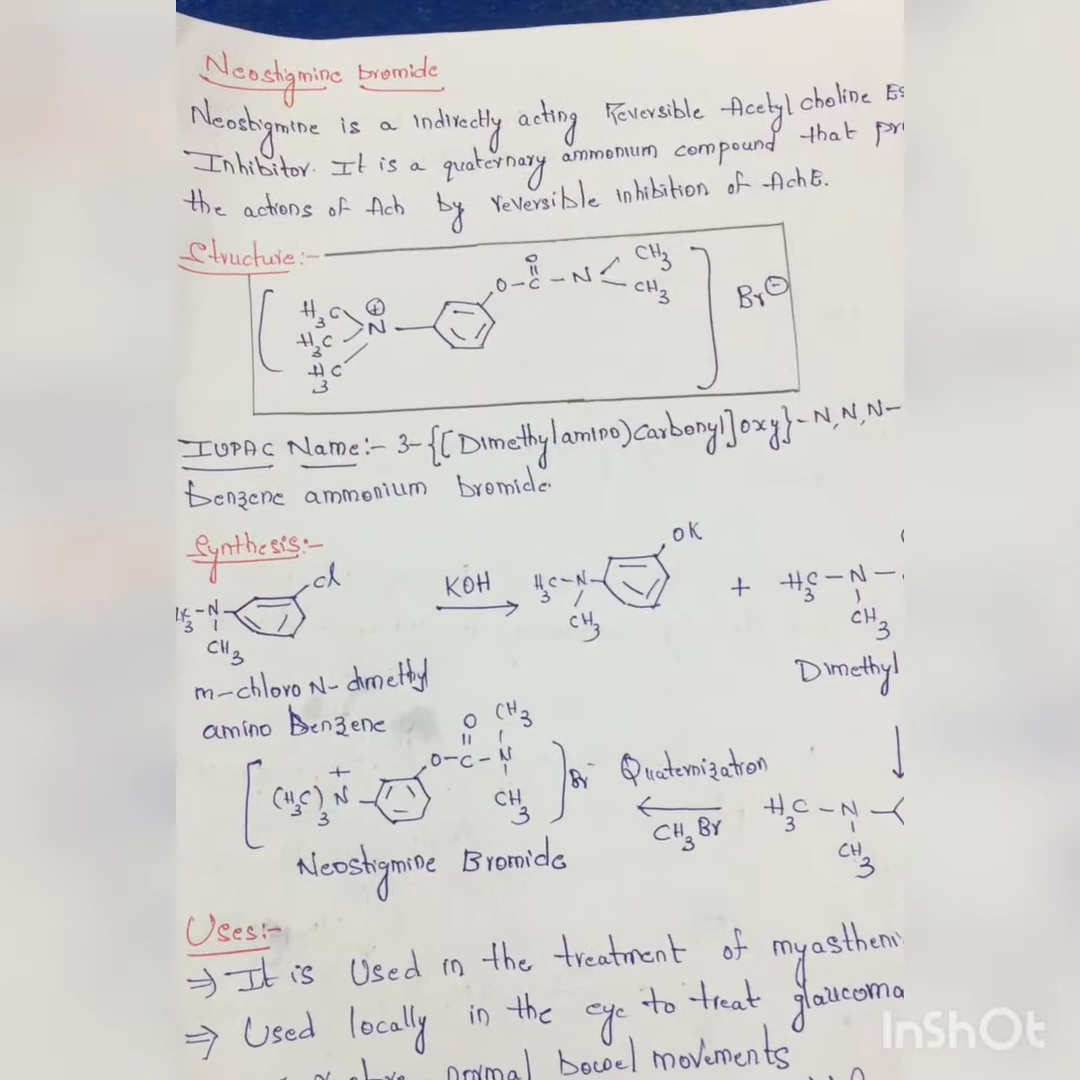 Neostigmine bromide
Neostigmine is a indirectly acting Reversible Acetyl choline Es
Inhibitor. It is a quaternary ammonium compound that pr
the actions of Ach by reversible inhibition of AchE.
Structure:-
O
O-C-N
CH3
CH3
H3C
H3C
H3C
N
⊕
Br⊖
IUPAC Name:- 3-{[Dimethylamino)Carbonyl]oxy}-N,N,N-
benzene ammonium bromide.
Synthesis:-
-N-
CH3
cl
KOH
H3C-N-
CH3
OK
+
H3C-N-
CH3
m-chloro N-dimethyl
amino Benzene
Dimethyl
[(H3C)3 N+
O-C-N
O
CH3
CH3
]Br-
Quaternization
CH3Br
H3C-N
CH3
Neostigmine Bromide
Uses:-
⇒ It is Used in the treatment of myastheni
⇒ Used locally in the eye to treat glaucoma
normal bowel movements
InShOt